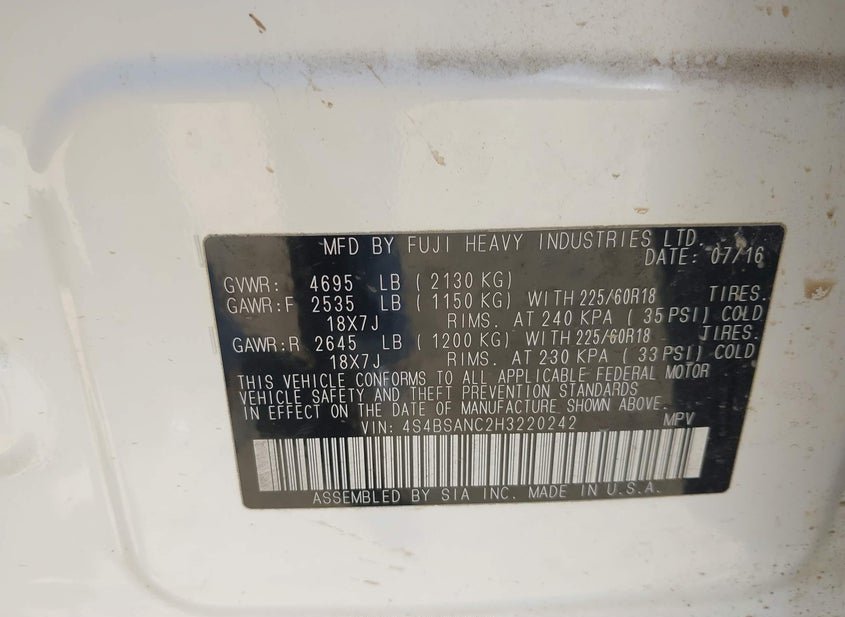 MFD BY FUJI HEAVY INDUSTRIES LTD.
DATE: 07/16
GVWR: 4695 LB ( 2130 KG)
GAWR:F 2535 LB ( 1150 KG) WITH 225/60R18 TIRES.
18X7J RIMS. AT 240 KPA ( 35 PSI) COLD
GAWR:R 2645 LB ( 1200 KG) WITH 225/60R18 TIRES.
18X7J RIMS. AT 230 KPA ( 33 PSI) COLD
THIS VEHICLE CONFORMS TO ALL APPLICABLE FEDERAL MOTOR
VEHICLE SAFETY AND THEFT PREVENTION STANDARDS
IN EFFECT ON THE DATE OF MANUFACTURE SHOWN ABOVE.
VIN: 4S4BSANC2H3220242 MPV
ASSEMBLED BY SIA INC. MADE IN U.S.A.